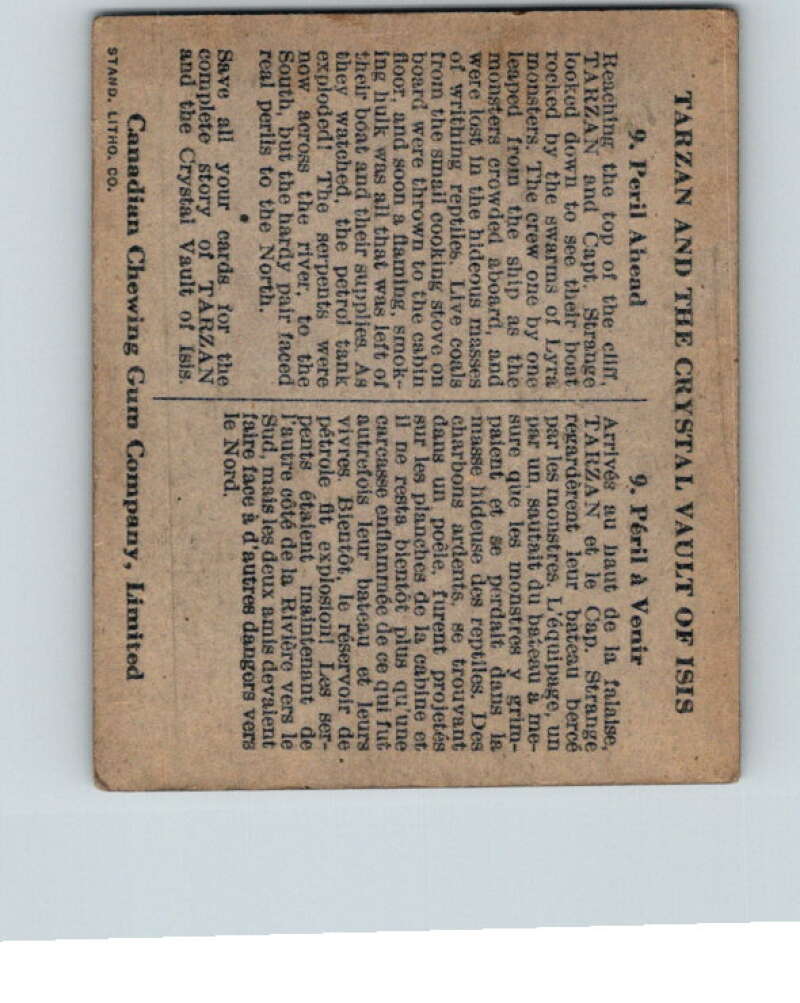 TARZAN AND THE CRYSTAL VAULT OF ISIS
9. Peril Ahead
Reaching the top of the cliff,
TARZAN and Capt. Strange
looked down to see their boat
rocked by the swarms of Lyra
monsters. The crew one by one
leaped from the ship as the
monsters crowded aboard, and
were lost in the hideous masses
of writhing reptiles. Live coals
from the small cooking stove on
board were thrown to the cabin
floor, and soon a flaming, smok-
ing hulk was all that was left of
their boat and their supplies. As
they watched, the petrol tank
exploded! The serpents were
now across the river, to the
South, but the hardy pair faced
real perils to the North.
Save all your cards for the
complete story of TARZAN
and the Crystal Vault of Isis.
9. Péril à Venir
Arrivés au haut de la falaise,
TARZAN et le Cap. Strange
regardèrent leur bateau bercé
par les monstres. L'équipage, un
par un, sautait du bateau à me-
sure que les monstres y grim-
paient et se perdait dans la
masse hideuse des reptiles. Des
charbons ardents, se trouvant
dans un poêle, furent projetés
sur les planches de la cabine et
il ne resta bientôt plus qu'une
carcasse enflammée de ce qui fut
autrefois leur bateau et leurs
vivres. Bientôt, le réservoir de
pétrole fit explosion! Les ser-
pents étaient maintenant de
l'autre côté de la Rivière vers le
Sud, mais les deux amis devaient
faire face à d'autres dangers vers
le Nord.
Canadian Chewing Gum Company, Limited
STAND. LITHO. CO.